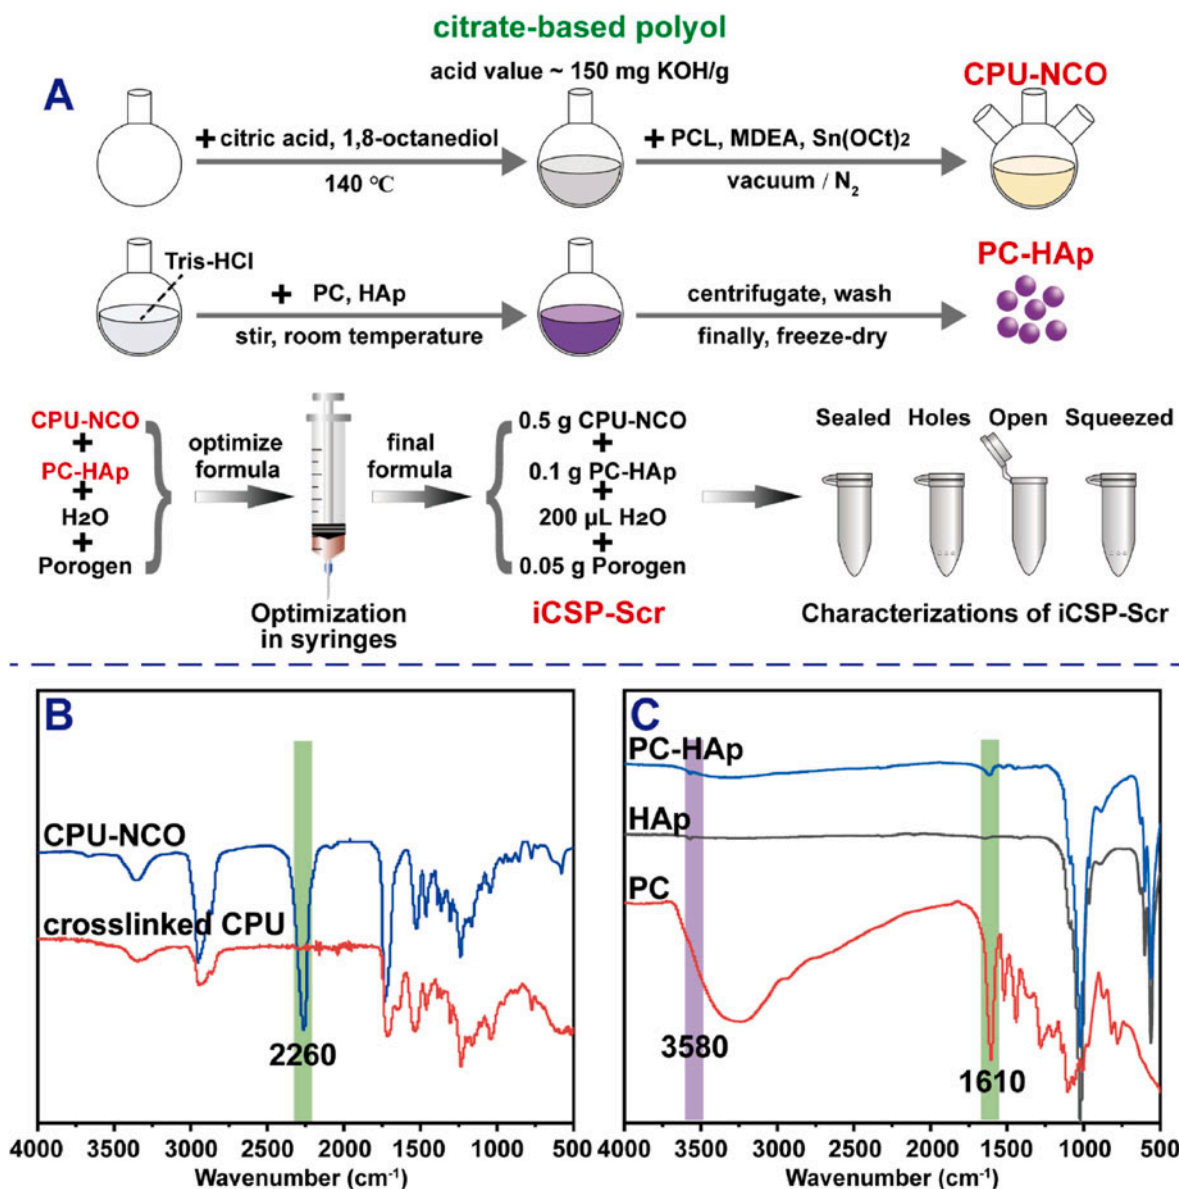 citrate-based polyol
acid value ~ 150 mg KOH/g
CPU-NCO
A
+ citric acid, 1,8-octanediol
140 ℃
+ PCL, MDEA, Sn(OCt)₂
vacuum / N₂
Tris-HCl
+ PC, HAp
stir, room temperature
centrifugate, wash
finally, freeze-dry
PC-HAp
CPU-NCO
+
PC-HAp
+
H₂O
+
Porogen
optimize
formula
Optimization
in syringes
final
formula
0.5 g CPU-NCO
+
0.1 g PC-HAp
+
200 µL H₂O
+
0.05 g Porogen
iCSP-Scr
Sealed Holes Open Squeezed
Characterizations of iCSP-Scr
B
CPU-NCO
crosslinked CPU
2260
4000 3500 3000 2500 2000 1500 1000 500
Wavenumber (cm⁻¹)
C
PC-HAp
HAp
PC
3580
1610
4000 3500 3000 2500 2000 1500 1000 500
Wavenumber (cm⁻¹)